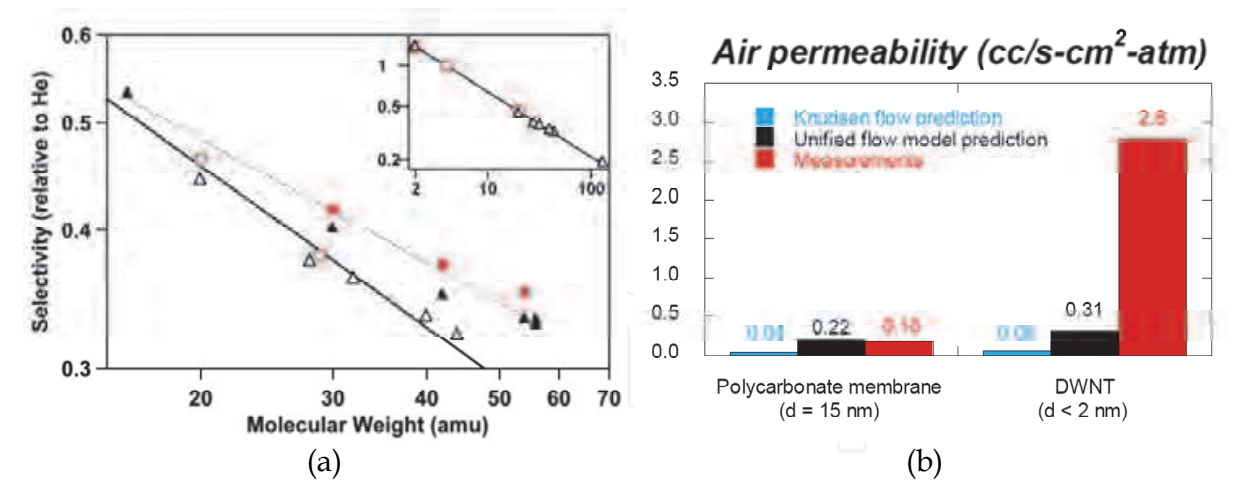 0.6
0.5
0.4
0.3
Selectivity (relative to He)
20 30 40 50 60 70
Molecular Weight (amu)
1
0.5
0.2
2 10 100
(a)
Air permeability (cc/s-cm²-atm)
3.5
3.0
2.5
2.0
1.5
1.0
0.5
0.0
Knudsen flow prediction
Unified flow model prediction
Measurements
0.22
0.31
2.8
Polycarbonate membrane
(d = 15 nm)
DWNT
(d < 2 nm)
(b)